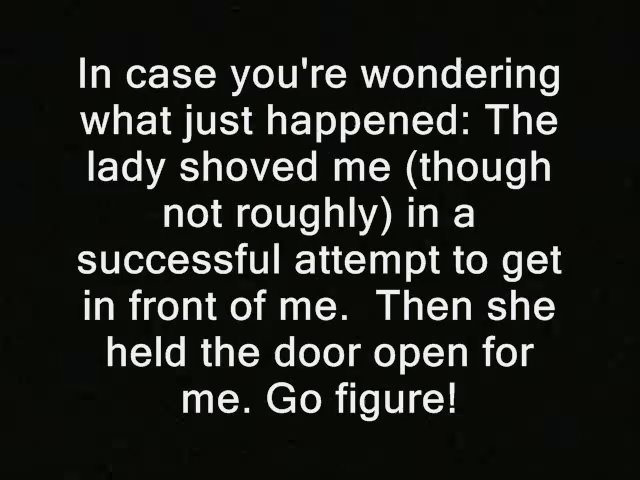 In case you're wondering
what just happened: The
lady shoved me (though
not roughly) in a
successful attempt to get
in front of me.  Then she
held the door open for
me. Go figure!